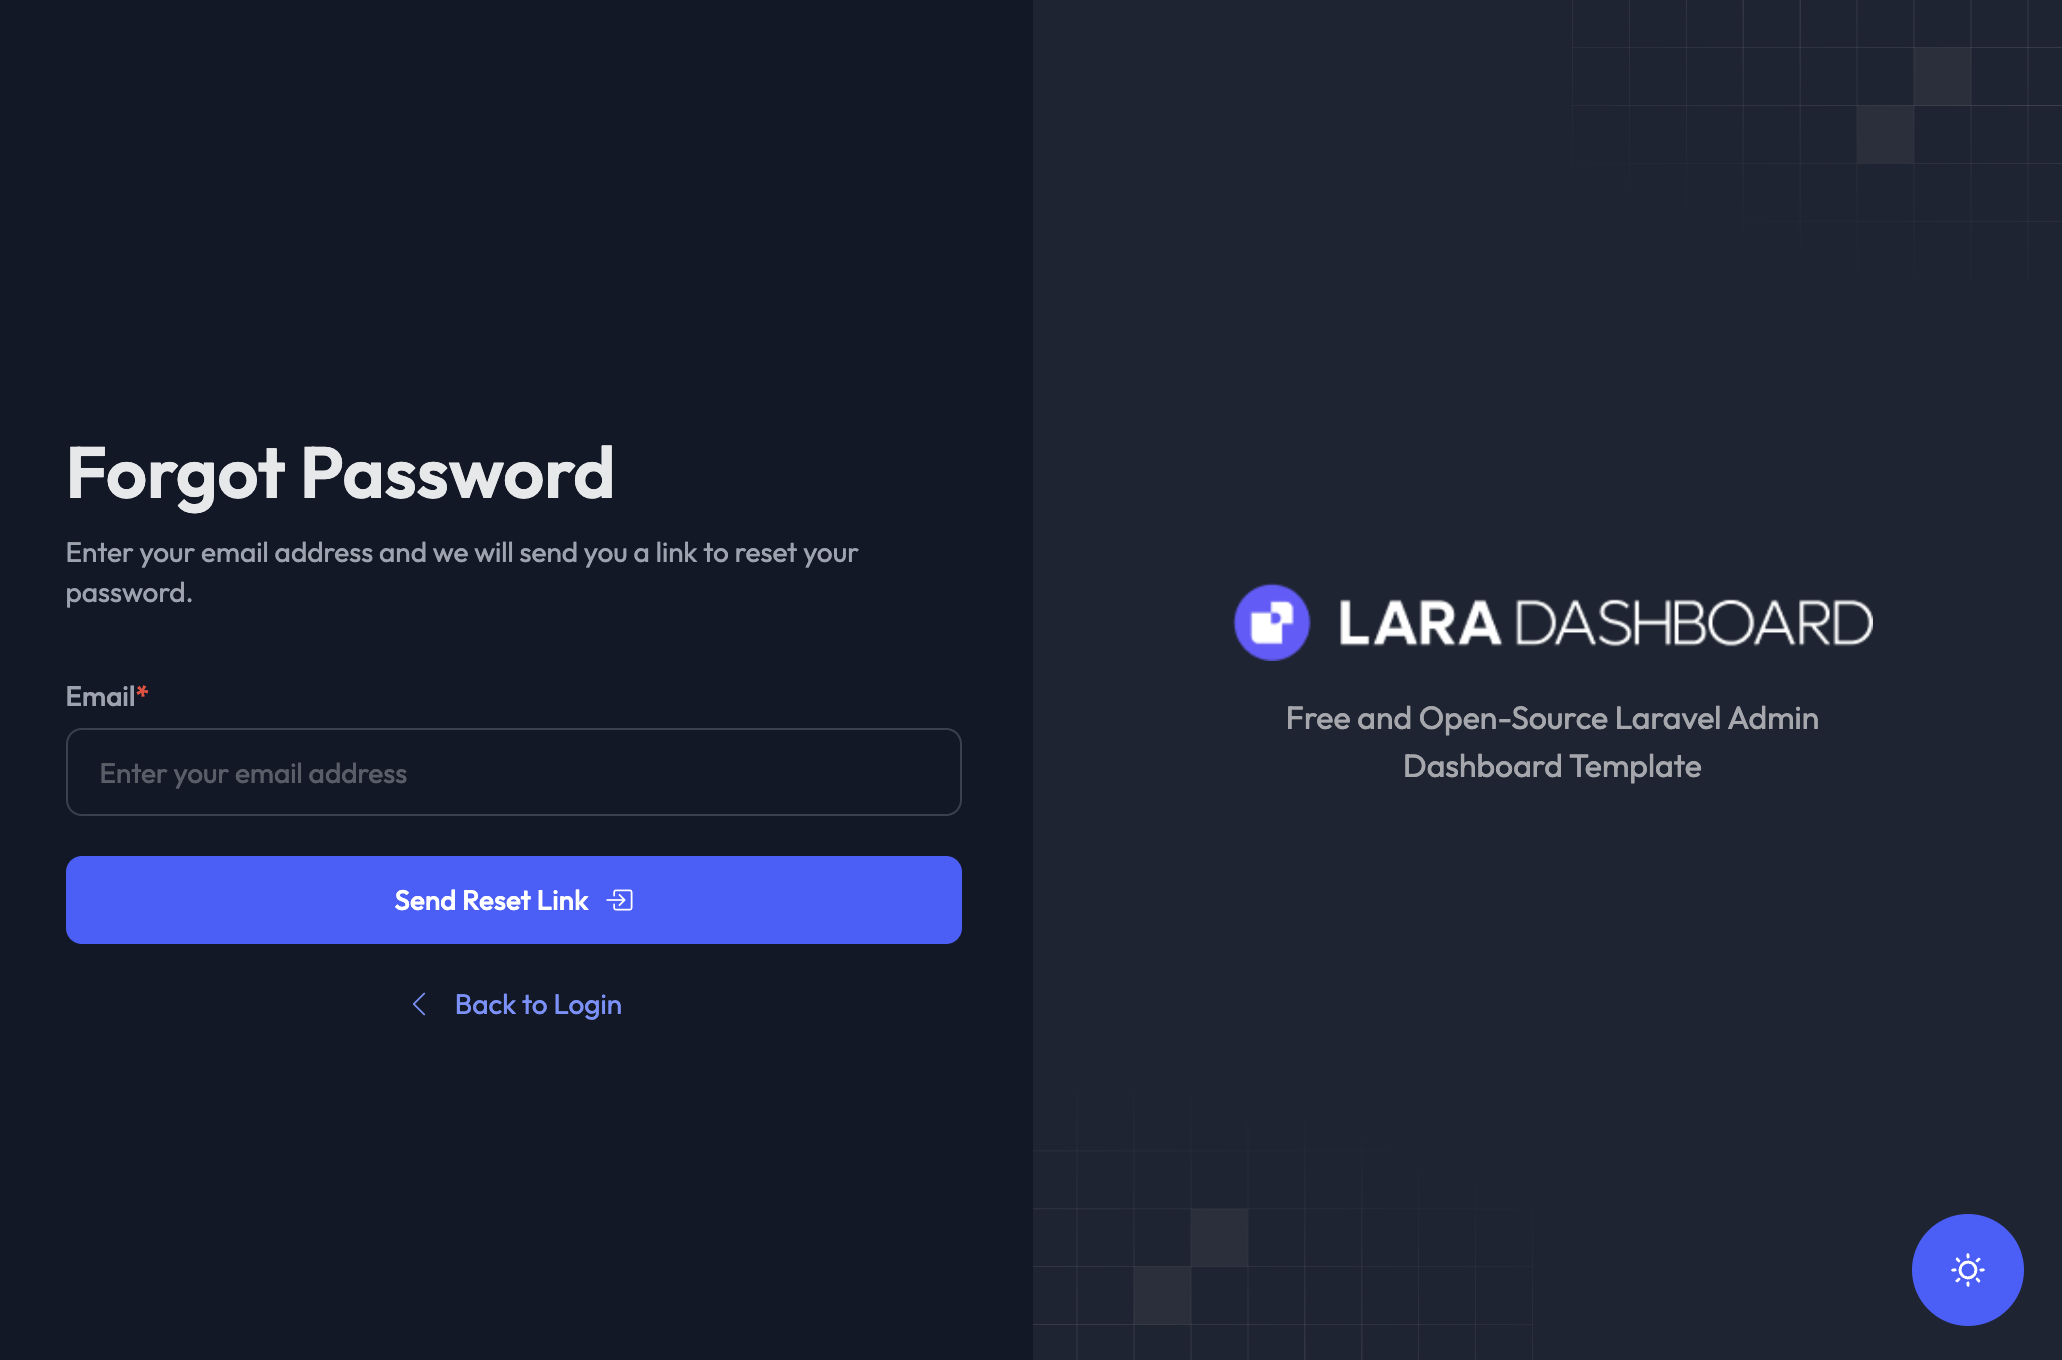 Forgot Password
Enter your email address and we will send you a link to reset your
password.
Email*
Enter your email address
Send Reset Link
Back to Login
LARA DASHBOARD
Free and Open-Source Laravel Admin
Dashboard Template